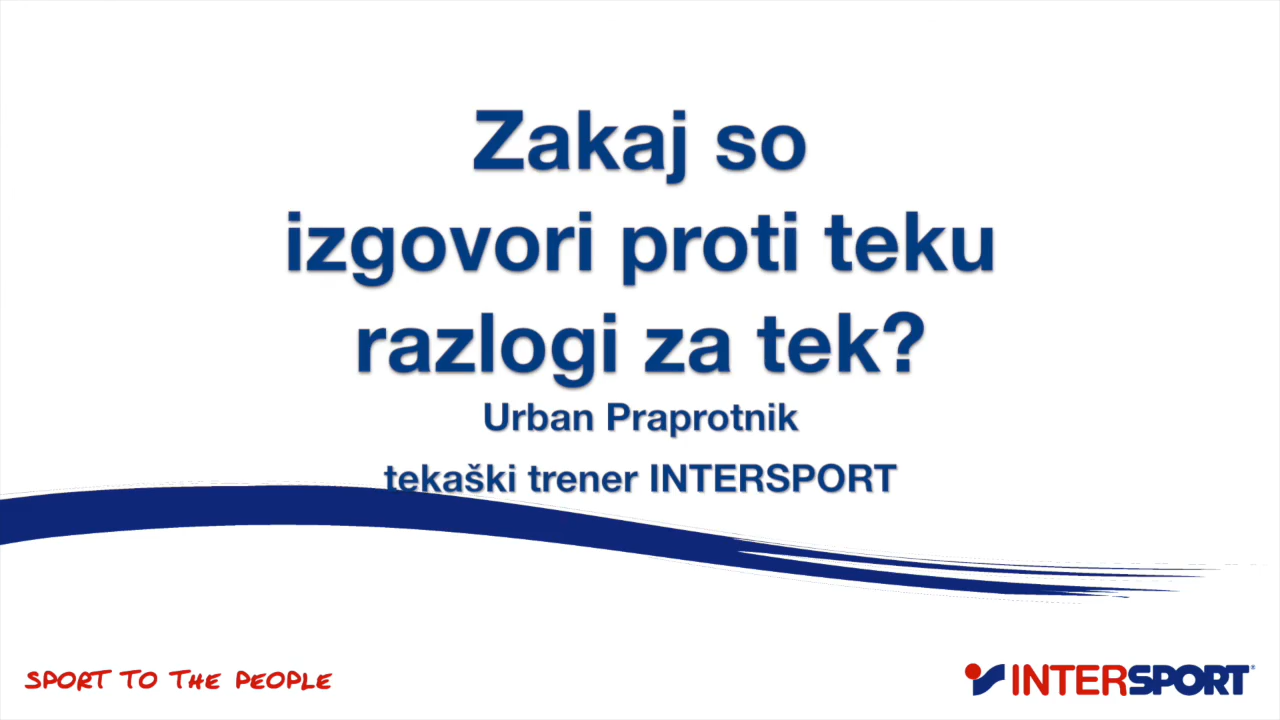 Zakaj so
izgovori proti teku
razlogi za tek?
Urban Praprotnik
tekaški trener INTERSPORT
SPORT TO THE PEOPLE
INTERSPORT®